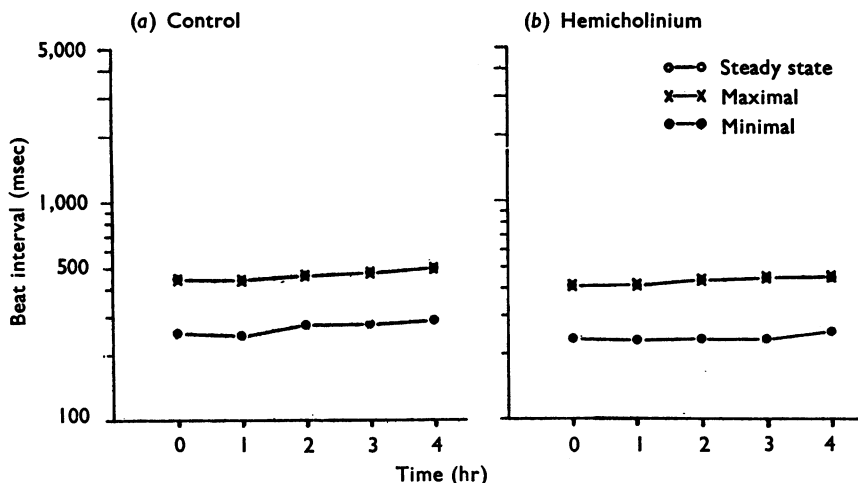 (a) Control
(b) Hemicholinium
5,000
1,000
500
100
Beat interval (msec)
Steady state
Maximal
Minimal
0 1 2 3 4
0 1 2 3 4
Time (hr)